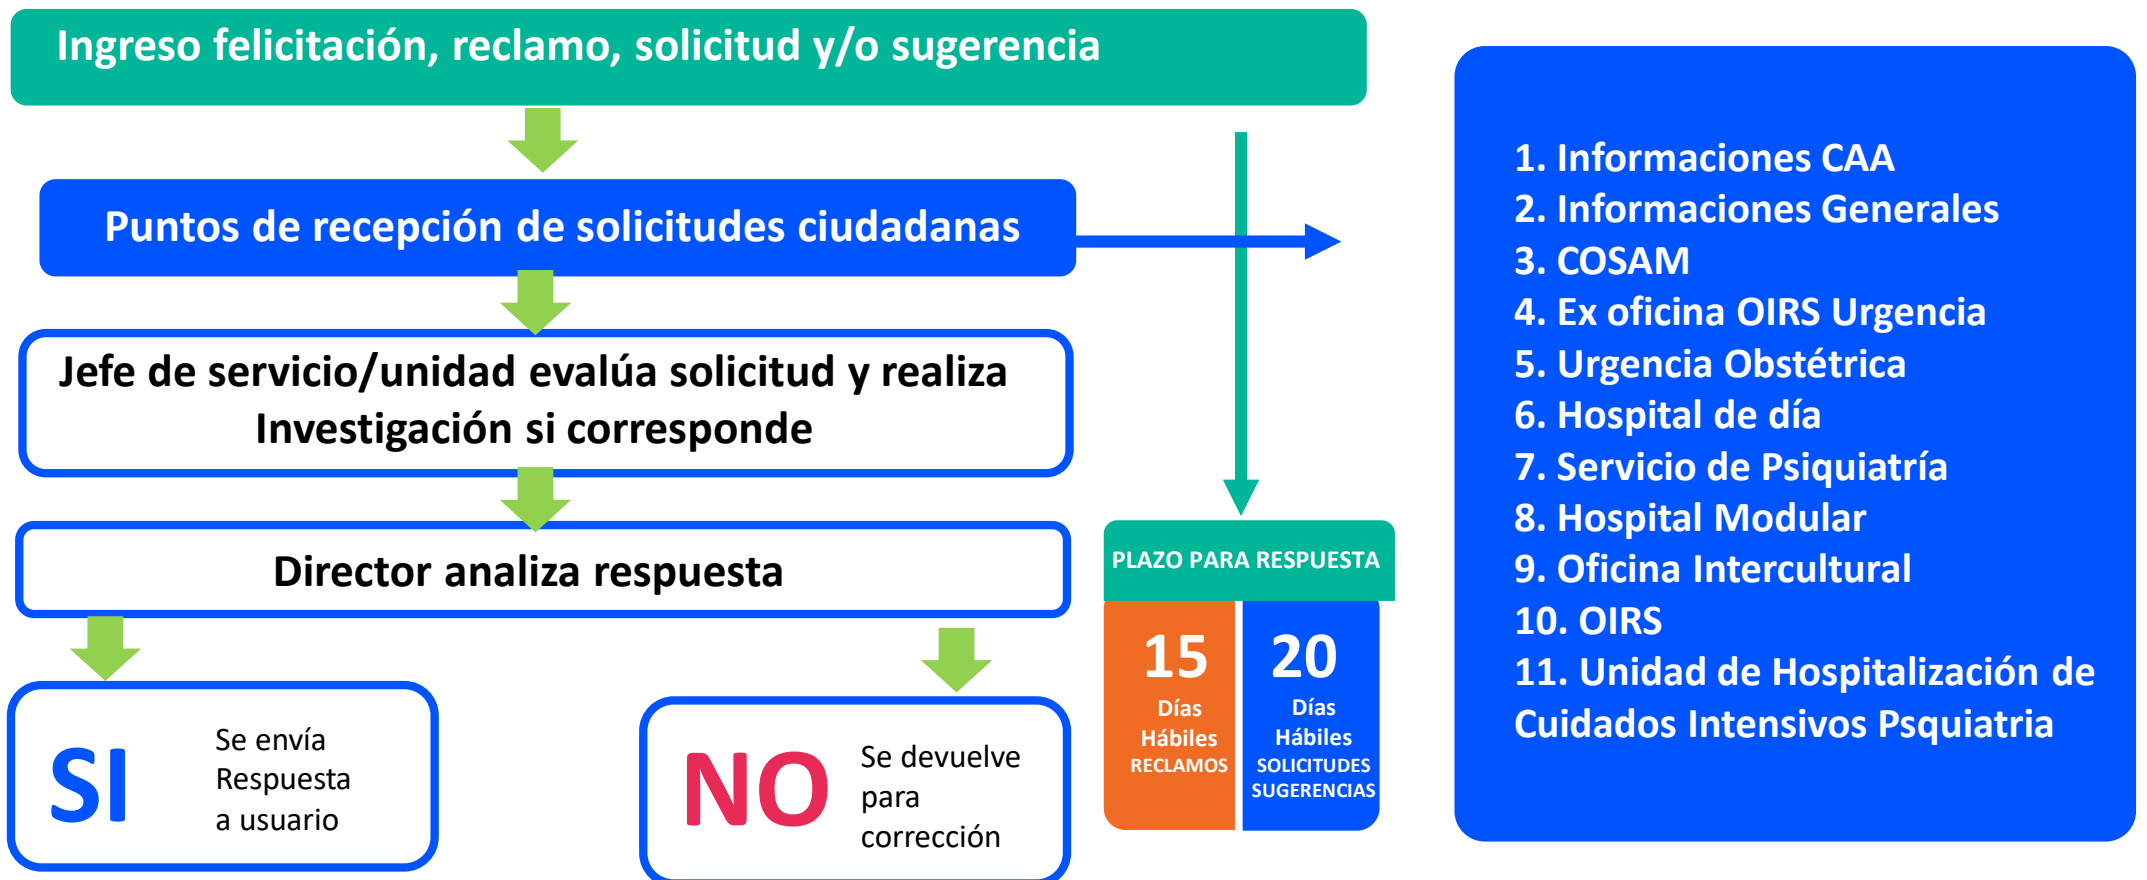 Ingreso felicitación, reclamo, solicitud y/o sugerencia
Puntos de recepción de solicitudes ciudadanas
Jefe de servicio/unidad evalúa solicitud y realiza
Investigación si corresponde
Director analiza respuesta
SI
Se envía
Respuesta
a usuario
NO
Se devuelve
para
corrección
PLAZO PARA RESPUESTA
15
Días
Hábiles
RECLAMOS
20
Días
Hábiles
SOLICITUDES
SUGERENCIAS
1. Informaciones CAA
2. Informaciones Generales
3. COSAM
4. Ex oficina OIRS Urgencia
5. Urgencia Obstétrica
6. Hospital de día
7. Servicio de Psiquiatría
8. Hospital Modular
9. Oficina Intercultural
10. OIRS
11. Unidad de Hospitalización de
Cuidados Intensivos Psquiatria